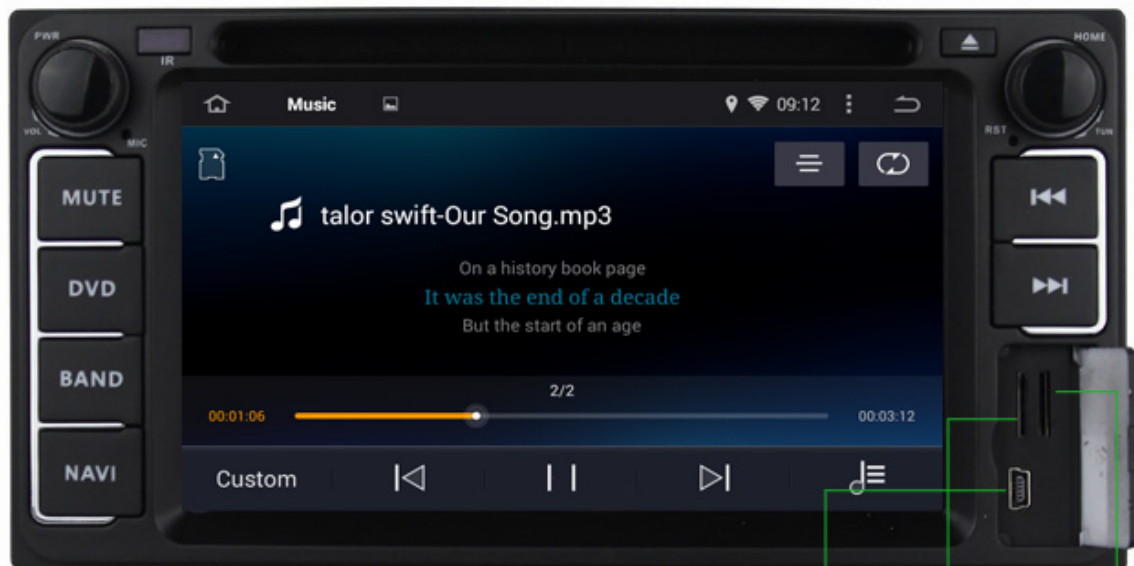 PWR
IR
HOME
VOL
MIC
RST
TUN
Music
09:12
MUTE
talor swift-Our Song.mp3
On a history book page
It was the end of a decade
But the start of an age
DVD
BAND
2/2
00:01:06
00:03:12
NAVI
Custom